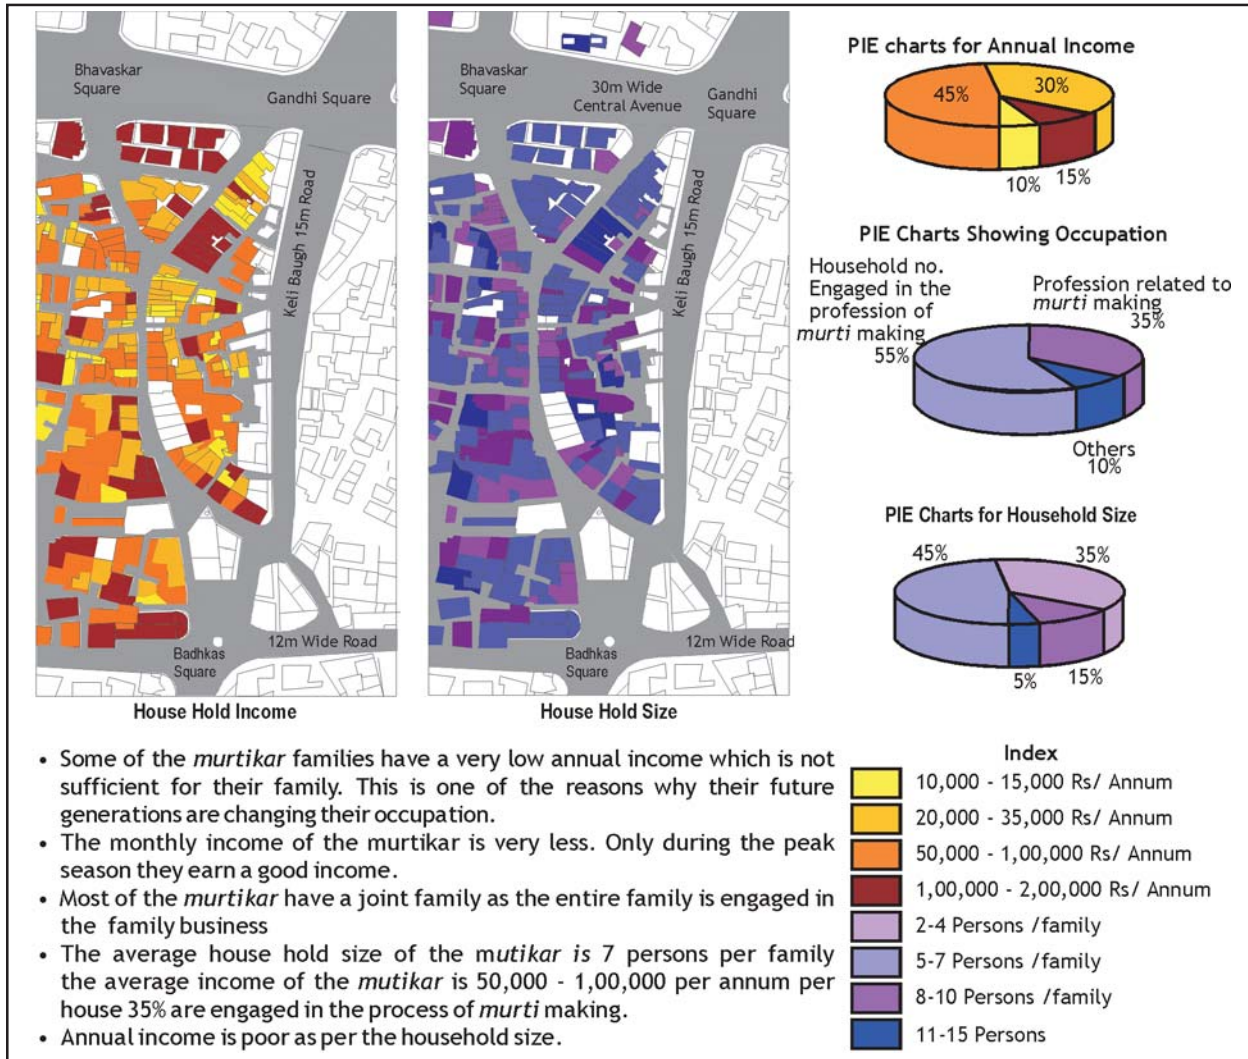 Bhavaskar
Square
Gandhi Square
Keli Baugh 15m Road
12m Wide Road
Badhkas
Square
House Hold Income
Bhavaskar
Square
30m Wide
Central Avenue
Gandhi
Square
Keli Baugh 15m Road
12m Wide Road
Badhkas
Square
House Hold Size
PIE charts for Annual Income
45%
30%
10%
15%
PIE Charts Showing Occupation
Household no.
Engaged in the
profession of
murti making
55%
Profession related to
murti making
35%
Others
10%
PIE Charts for Household Size
45%
35%
5%
15%
• Some of the murtikar families have a very low annual income which is not
sufficient for their family. This is one of the reasons why their future
generations are changing their occupation.
• The monthly income of the murtikar is very less. Only during the peak
season they earn a good income.
• Most of the murtikar have a joint family as the entire family is engaged in
the family business
• The average house hold size of the mutikar is 7 persons per family
the average income of the mutikar is 50,000 - 1,00,000 per annum per
house 35% are engaged in the process of murti making.
• Annual income is poor as per the household size.
Index
10,000 - 15,000 Rs/ Annum
20,000 - 35,000 Rs/ Annum
50,000 - 1,00,000 Rs/ Annum
1,00,000 - 2,00,000 Rs/ Annum
2-4 Persons /family
5-7 Persons /family
8-10 Persons /family
11-15 Persons